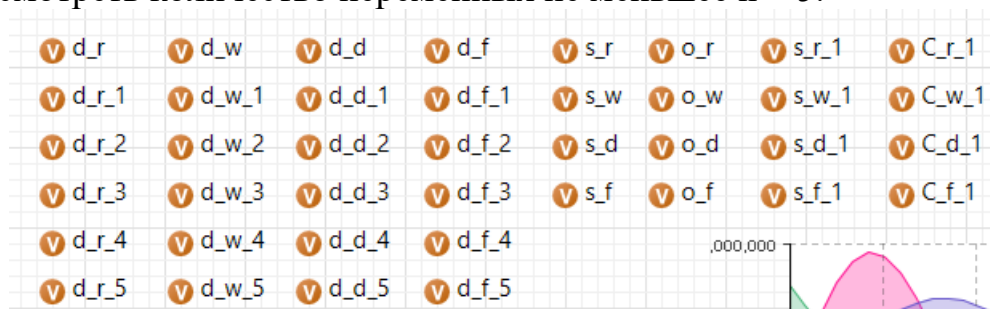 d_r d_w d_d d_f s_r o_r s_r_1 C_r_1
d_r_1 d_w_1 d_d_1 d_f_1 s_w o_w s_w_1 C_w_1
d_r_2 d_w_2 d_d_2 d_f_2 s_d o_d s_d_1 C_d_1
d_r_3 d_w_3 d_d_3 d_f_3 s_f o_f s_f_1 C_f_1
d_r_4 d_w_4 d_d_4 d_f_4 ,000,000
d_r_5 d_w_5 d_d_5 d_f_5